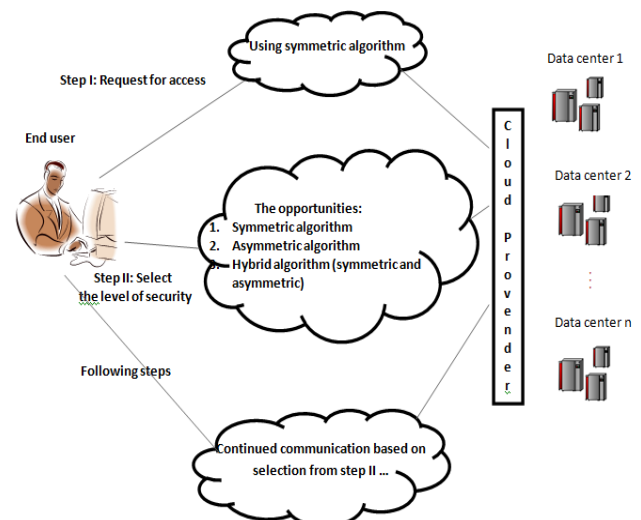 Using symmetric algorithm
Step I: Request for access
End user
The opportunities:
1. Symmetric algorithm
2. Asymmetric algorithm
3. Hybrid algorithm (symmetric and
asymmetric)
Step II: Select
the level of security
Following steps
Continued communication based on
selection from step II ...
Cloud Provender
Data center 1
Data center 2
Data center n